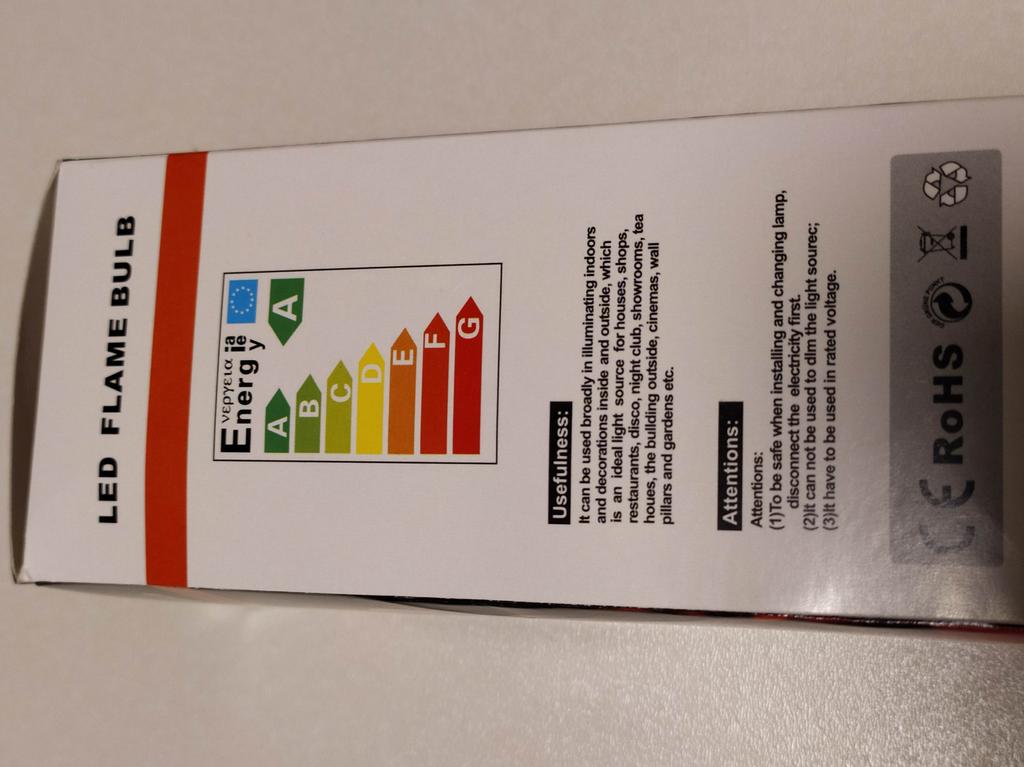 LED FLAME BULB
Energ
νεργεια ia
y
A
A
B
C
D
E
F
G
Usefulness:
It can be used broadly in illuminating indoors
and decorations inside and outside, which
is an ideal light source for houses, shops,
restaurants, disco, night club, showrooms, tea
houes, the building outside, cinemas, wall
pillars and gardens etc.
Attentions:
Attentions:
(1)To be safe when installing and changing lamp,
disconnect the electricity first.
(2)It can not be used to dIm the light sourec;
(3)It have to be used in rated voltage.
CE RoHS